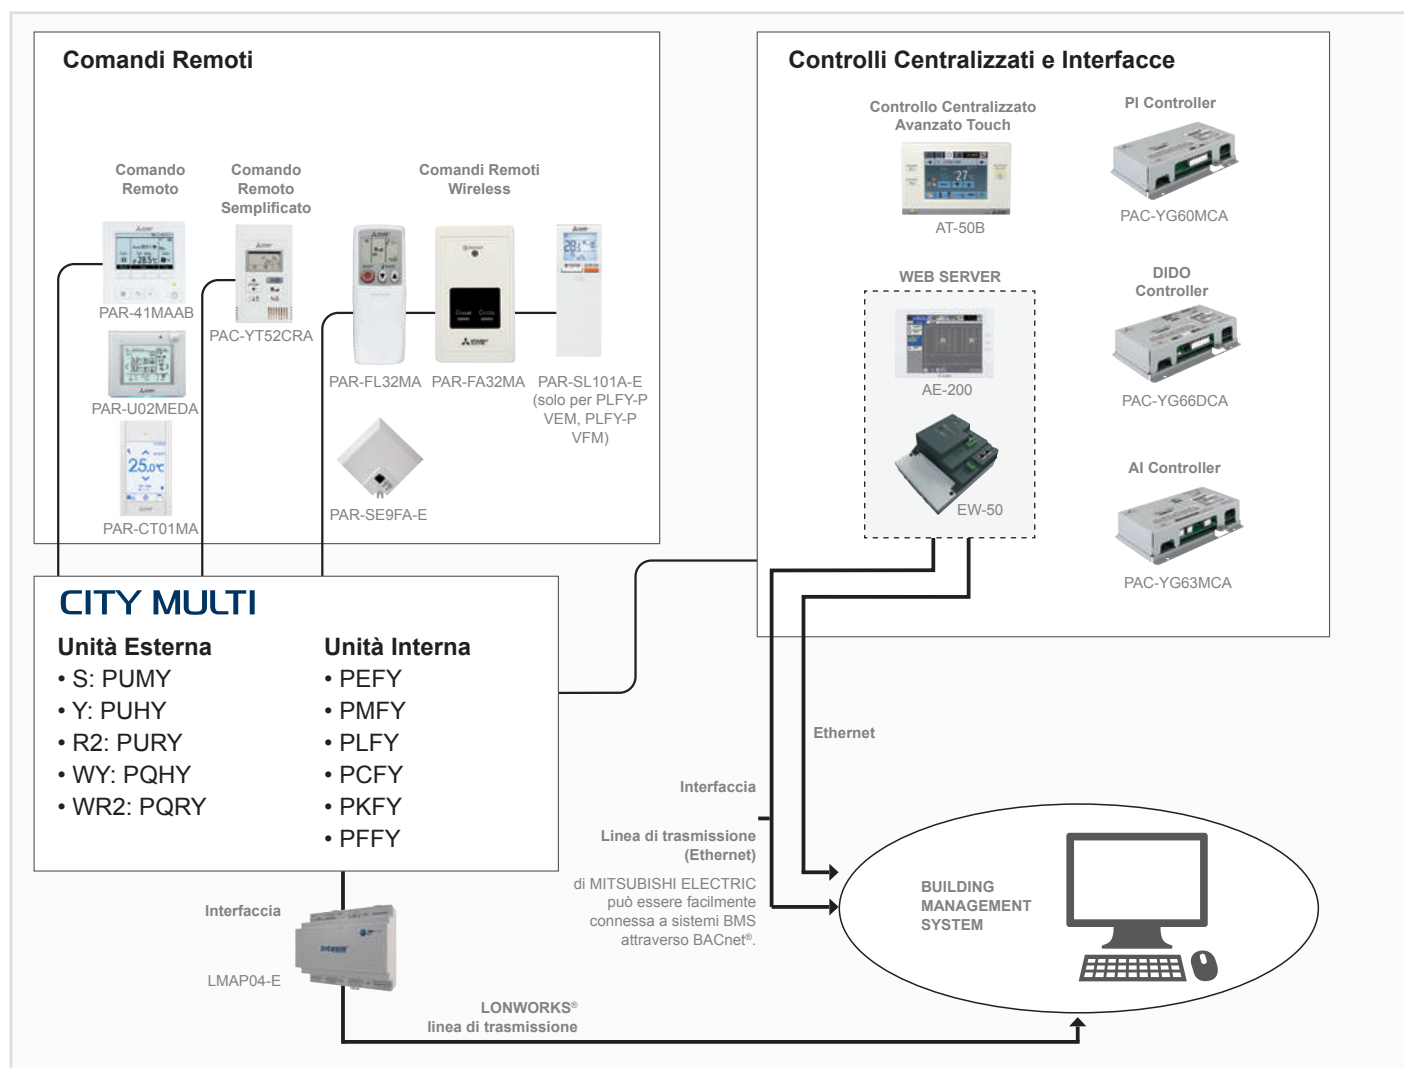 Comandi Remoti
Comando
Remoto
PAR-41MAAB
PAR-U02MEDA
25.0°C
PAR-CT01MA
Comando
Remoto
Semplificato
PAC-YT52CRA
Comandi Remoti
Wireless
PAR-FL32MA
PAR-FA32MA
PAR-SL101A-E
(solo per PLFY-P
VEM, PLFY-P
VFM)
PAR-SE9FA-E
Controlli Centralizzati e Interfacce
Controllo Centralizzato
Avanzato Touch
AT-50B
WEB SERVER
AE-200
EW-50
PI Controller
PAC-YG60MCA
DIDO
Controller
PAC-YG66DCA
AI Controller
PAC-YG63MCA
CITY MULTI
Unità Esterna
• S: PUMY
• Y: PUHY
• R2: PURY
• WY: PQHY
• WR2: PQRY
Unità Interna
• PEFY
• PMFY
• PLFY
• PCFY
• PKFY
• PFFY
Ethernet
Interfaccia
Linea di trasmissione
(Ethernet)
di MITSUBISHI ELECTRIC
può essere facilmente
connessa a sistemi BMS
attraverso BACnet®.
BUILDING
MANAGEMENT
SYSTEM
Interfaccia
LMAP04-E
LONWORKS®
linea di trasmissione